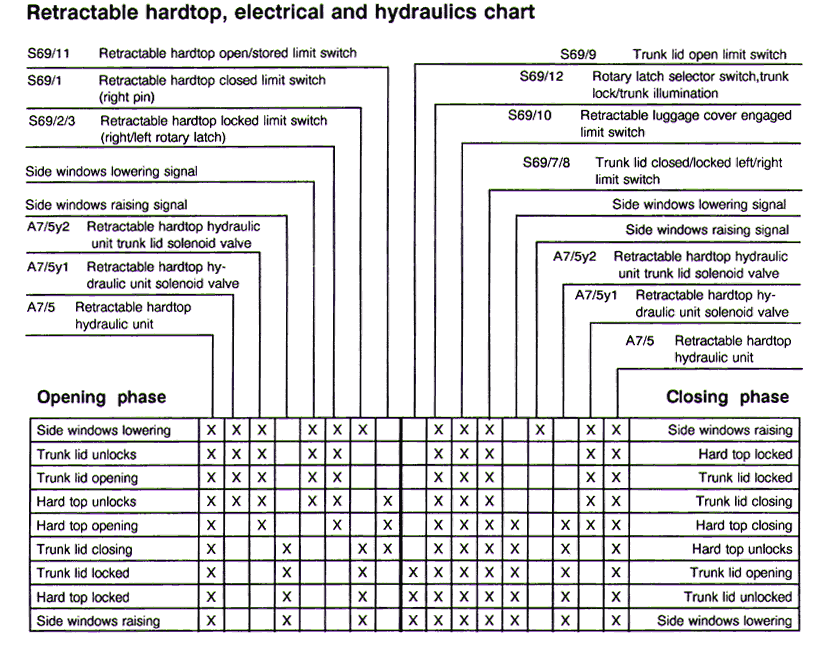 Retractable hardtop, electrical and hydraulics chart
S69/11 Retractable hardtop open/stored limit switch
S69/1 Retractable hardtop closed limit switch
(right pin)
S69/2/3 Retractable hardtop locked limit switch
(right/left rotary latch)
Side windows lowering signal
Side windows raising signal
A7/5y2 Retractable hardtop hydraulic
unit trunk lid solenoid valve
A7/5y1 Retractable hardtop hy-
draulic unit solenoid valve
A7/5 Retractable hardtop
hydraulic unit
S69/9 Trunk lid open limit switch
S69/12 Rotary latch selector switch,trunk
lock/trunk illumination
S69/10 Retractable luggage cover engaged
limit switch
S69/7/8 Trunk lid closed/locked left/right
limit switch
Side windows lowering signal
Side windows raising signal
A7/5y2 Retractable hardtop hydraulic
unit trunk lid solenoid valve
A7/5y1 Retractable hardtop hy-
draulic unit solenoid valve
A7/5 Retractable hardtop
hydraulic unit
Opening phase Closing phase
Side windows lowering X X X X X X X X X X X X Side windows raising
Trunk lid unlocks X X X X X X X X X X Hard top locked
Trunk lid opening X X X X X X X X X X Trunk lid locked
Hard top unlocks X X X X X X X X X X X Trunk lid closing
Hard top opening X X X X X X X X X X X Hard top closing
Trunk lid closing X X X X X X X X X X Hard top unlocks
Trunk lid locked X X X X X X X X X X Trunk lid opening
Hard top locked X X X X X X X X X X Trunk lid unlocked
Side windows raising X X X X X X X X X X Side windows lowering